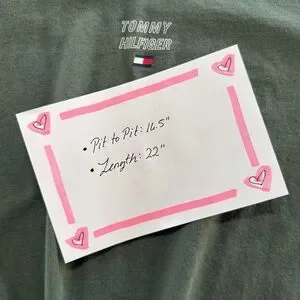 TOMMY
HILFIGER
• Pit to Pit: 16.5"
• Length: 22"